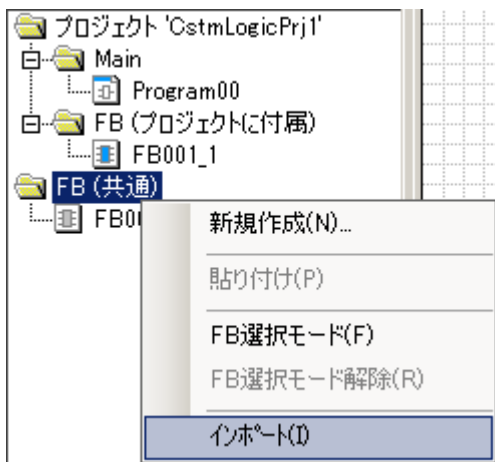 プロジェクト 'CstmLogicPrj1'
Main
Program00
FB (プロジェクトに付属)
FB001_1
FB (共通)
新規作成(N)...
貼り付け(P)
FB選択モード(F)
FB選択モード解除(R)
インポート(I)